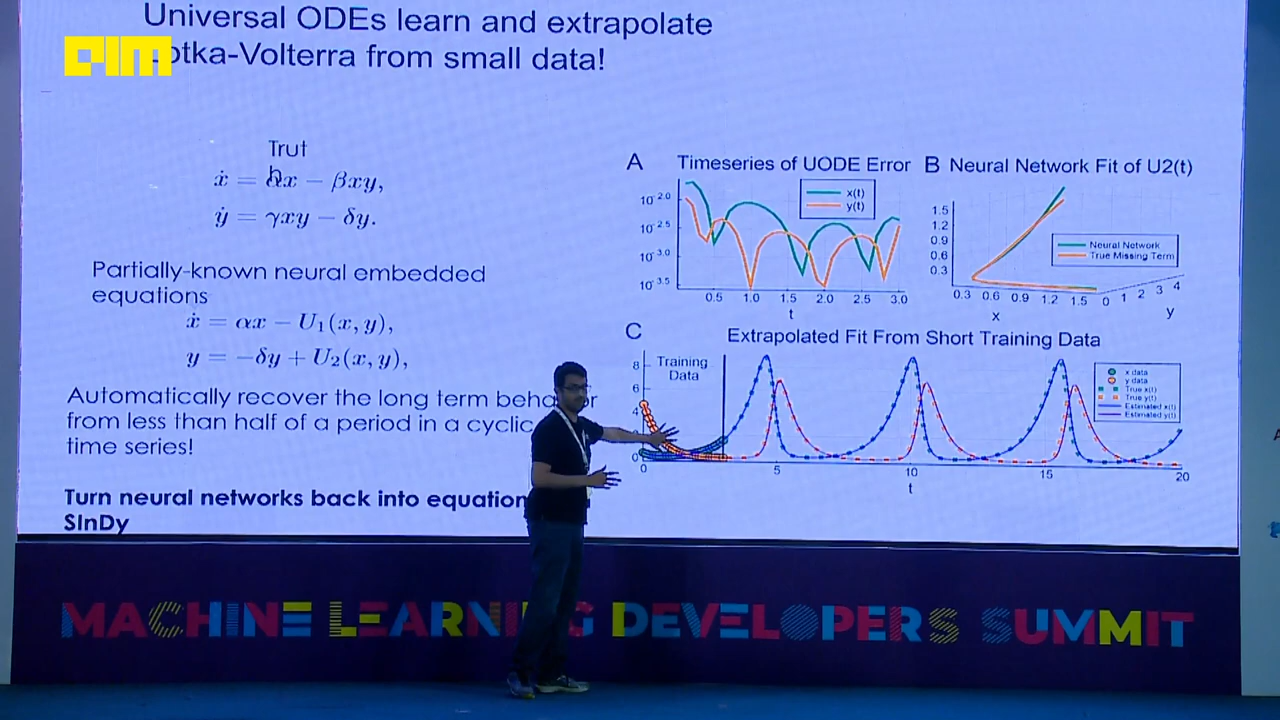 Universal ODEs learn and extrapolate
otka-Volterra from small data!
AIM
Trut
h
ẋ = αx − βxy,
ẏ = γxy − δy.
Partially-known neural embedded
equations
ẋ = αx − U₁(x, y),
y = −δy + U₂(x, y),
Automatically recover the long term beha or
from less than half of a period in a cyclic
time series!
Turn neural networks back into equation
SInDy
A
Timeseries of UODE Error
x(t)
y(t)
10⁻²·⁰
10⁻²·⁵
10⁻³·⁰
10⁻³·⁵
0.5 1.0 1.5 2.0 2.5 3.0
t
B
Neural Network Fit of U2(t)
1.5
1.2
0.9
0.6
0.3
Neural Network
True Missing Term
0.3 0.6 0.9 1.2 1.5 0 1 2 3 4
x
y
C
Extrapolated Fit From Short Training Data
Training
Data
8
6
4
0
x data
y data
True x(t)
True y(t)
Estimated x(t)
Estimated y(t)
0 5 10 15 20
t
MACHINE LEARNING DEVELOPERS SUMMIT